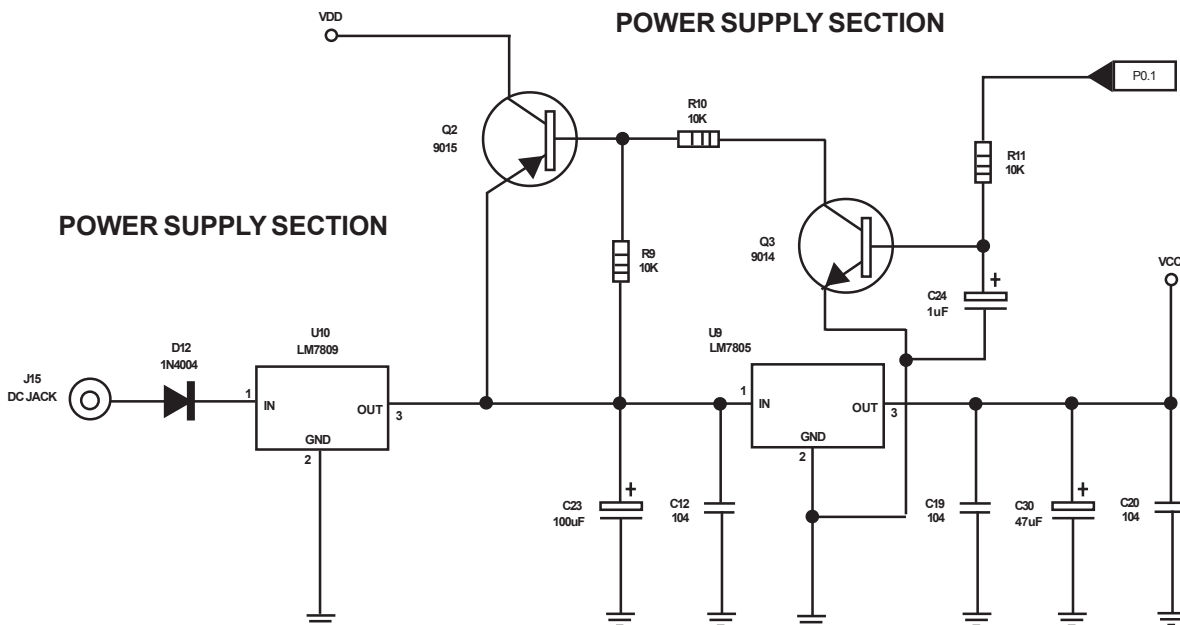 POWER SUPPLY SECTION
VDD
P0.1
R10
10K
Q2
9015
R11
10K
POWER SUPPLY SECTION
Q3
9014
R9
10K
VCC
C24
1uF
+
U10
LM7809
U9
LM7805
D12
1N4004
J15
DC JACK
1
IN
OUT
3
GND
2
1
IN
OUT
3
GND
2
C23
100uF
+
C12
104
C19
104
C30
47uF
+
C20
104